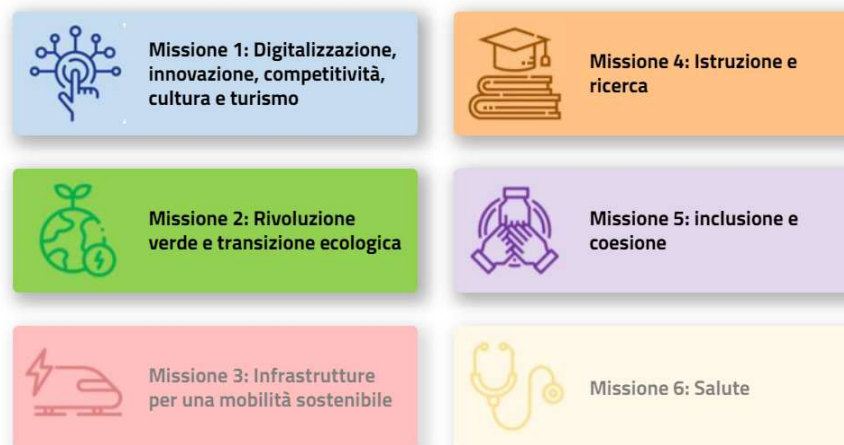 Missione 1: Digitalizzazione,
innovazione, competitività,
cultura e turismo
Missione 4: Istruzione e
ricerca
Missione 2: Rivoluzione
verde e transizione ecologica
Missione 5: inclusione e
coesione
Missione 3: Infrastrutture
per una mobilità sostenibile
Missione 6: Salute